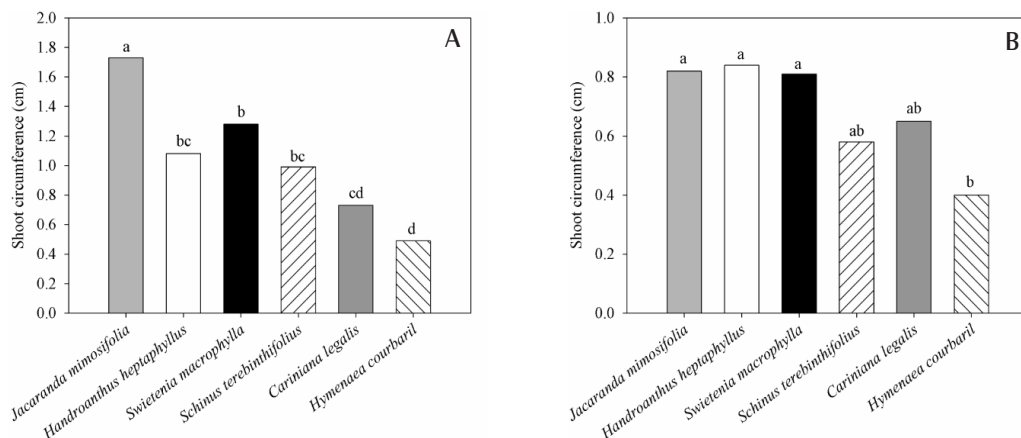 A
Shoot circumference (cm)
2.0
1.8
1.6
1.4
1.2
1.0
0.8
0.6
0.4
0.2
0.0
a
bc
b
bc
cd
d
Jacaranda mimosifolia
Handroanthus heptaphyllus
Swietenia macrophylla
Schinus terebinthifolius
Cariniana legalis
Hymenaea courbaril
B
Shoot circumference (cm)
1.0
0.8
0.6
0.4
0.2
0.0
a
a
a
ab
ab
b
Jacaranda mimosifolia
Handroanthus heptaphyllus
Swietenia macrophylla
Schinus terebinthifolius
Cariniana legalis
Hymenaea courbaril